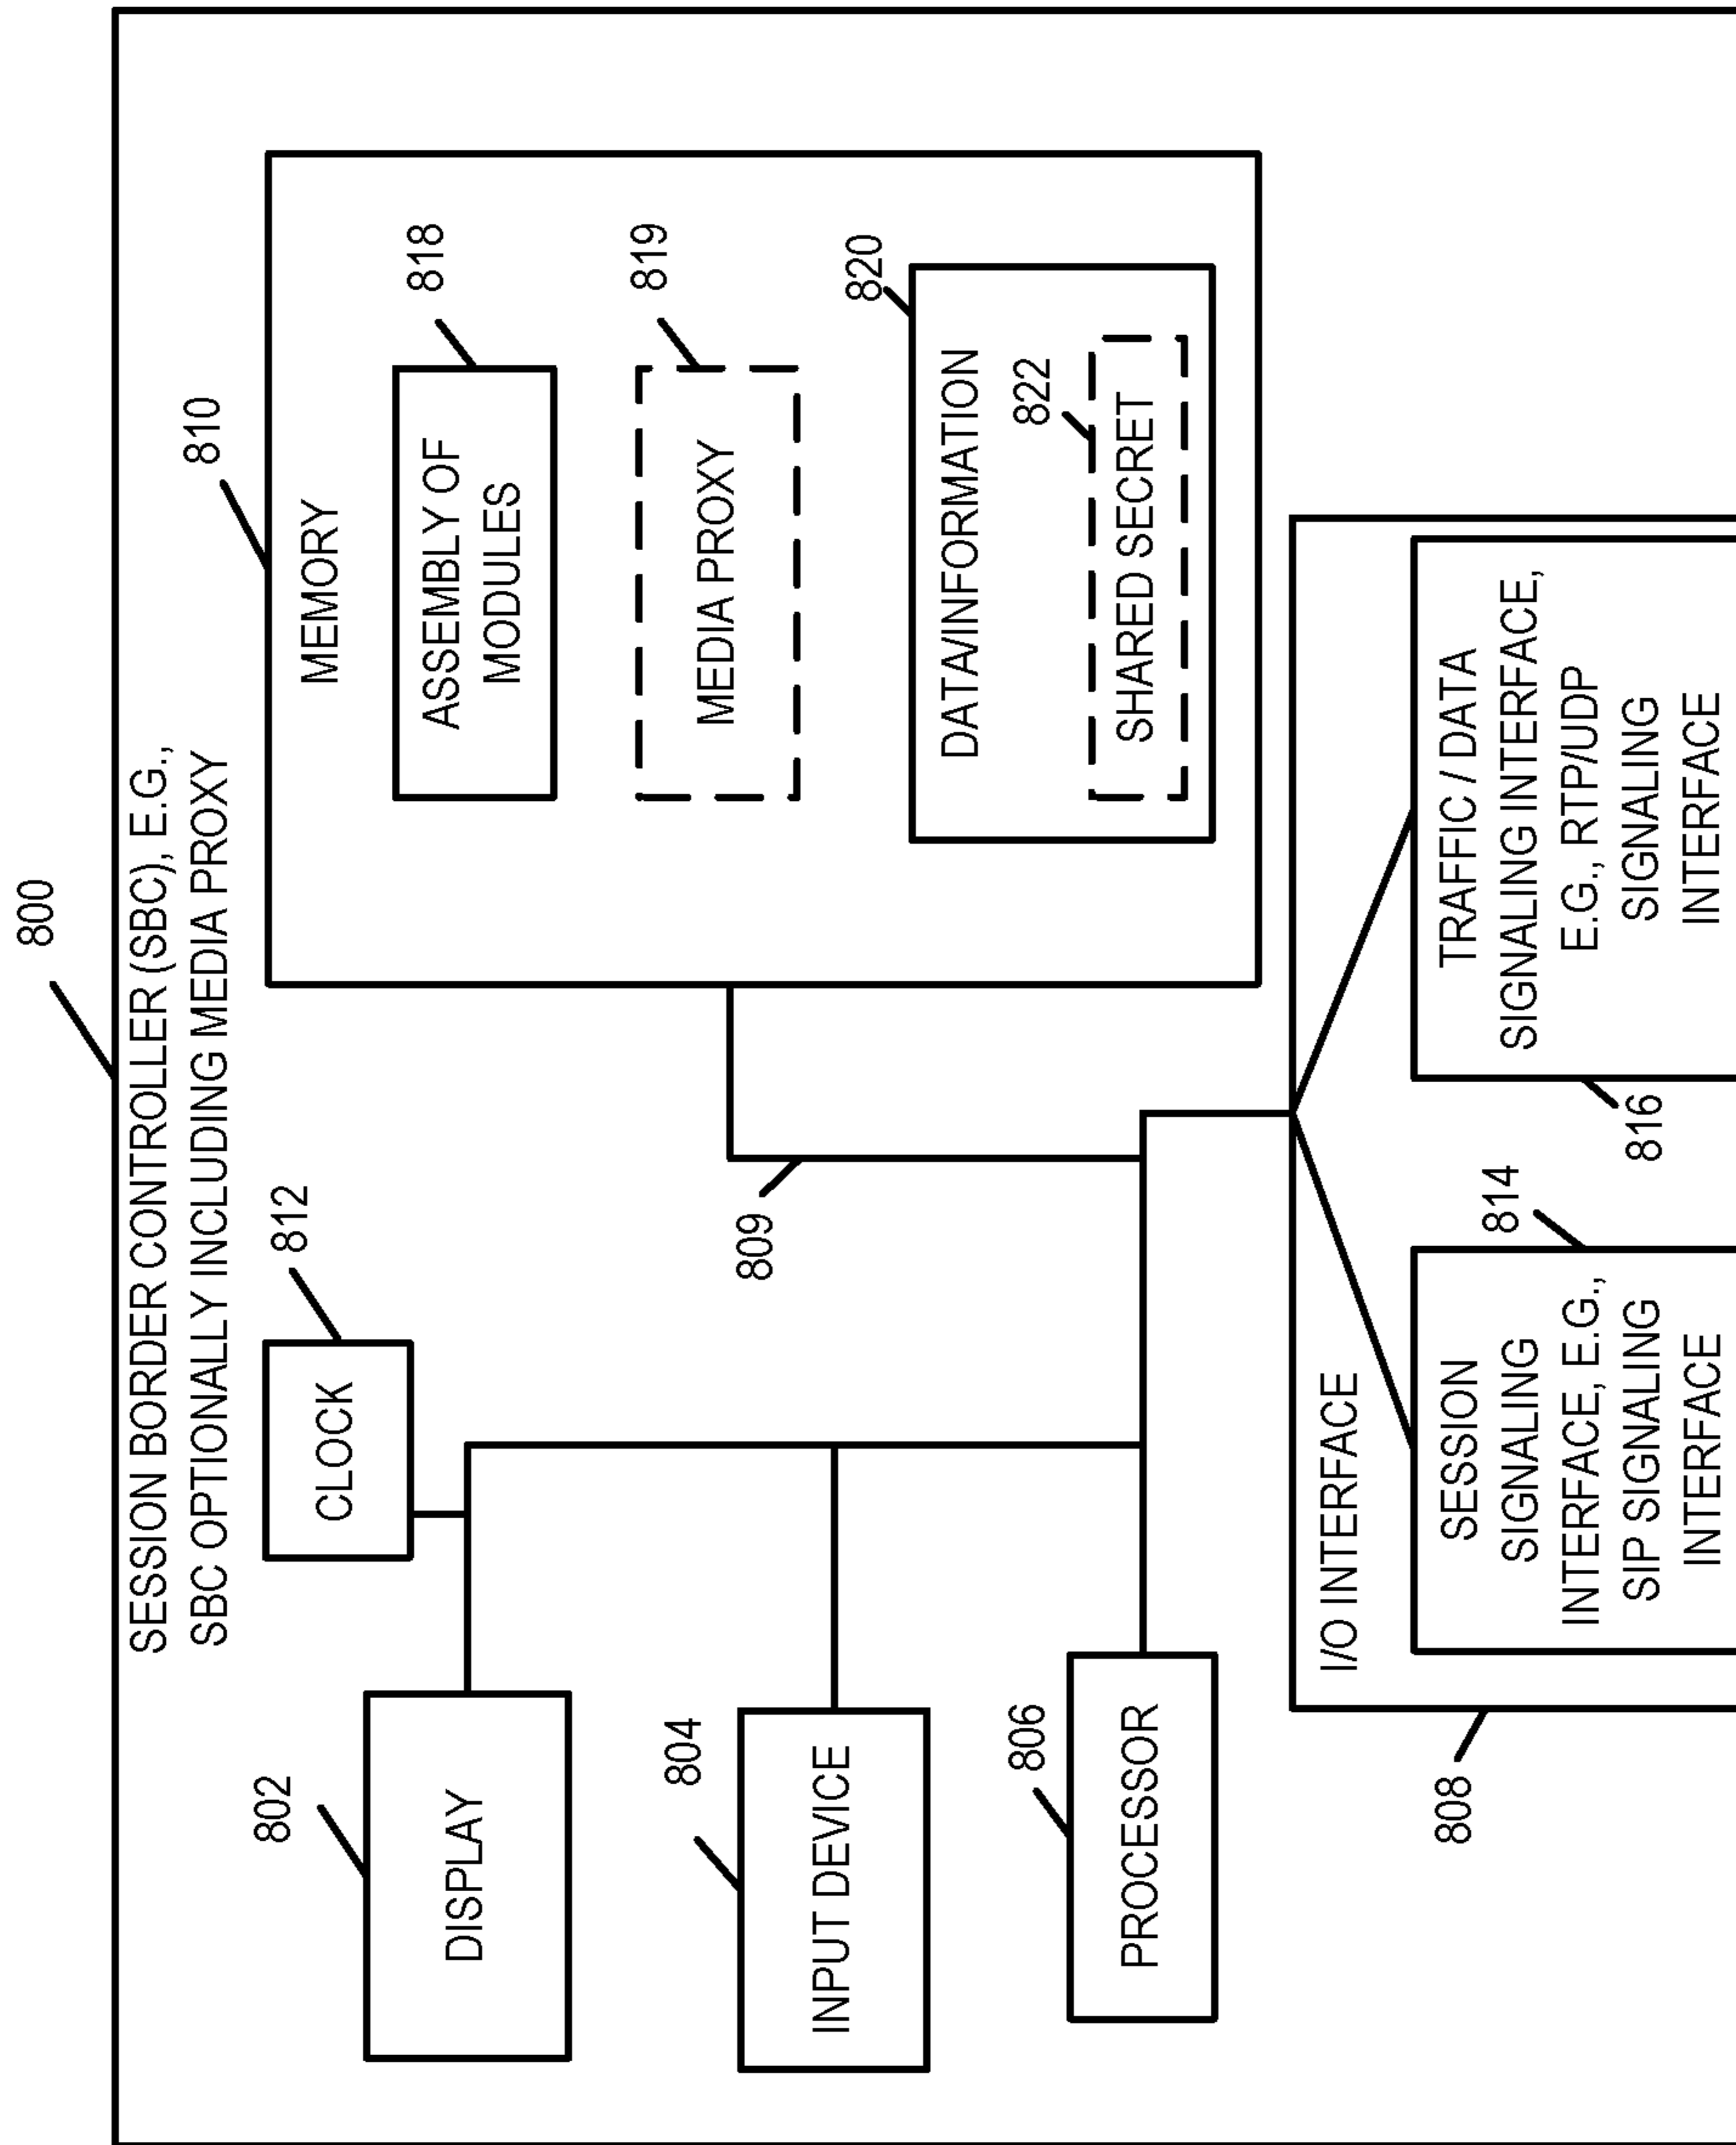 800
SESSION BORDER CONTROLLER (SBC), E.G.,
SBC OPTIONALLY INCLUDING MEDIA PROXY
802
DISPLAY
812
CLOCK
804
INPUT DEVICE
806
PROCESSOR
809
810
MEMORY
818
ASSEMBLY OF
MODULES
819
MEDIA PROXY
820
DATA/INFORMATION
822
SHARED SECRET
808
I/O INTERFACE
814
SESSION
SIGNALING
INTERFACE, E.G.,
SIP SIGNALING
INTERFACE
816
TRAFFIC / DATA
SIGNALING INTERFACE,
E.G., RTP/UDP
SIGNALING
INTERFACE